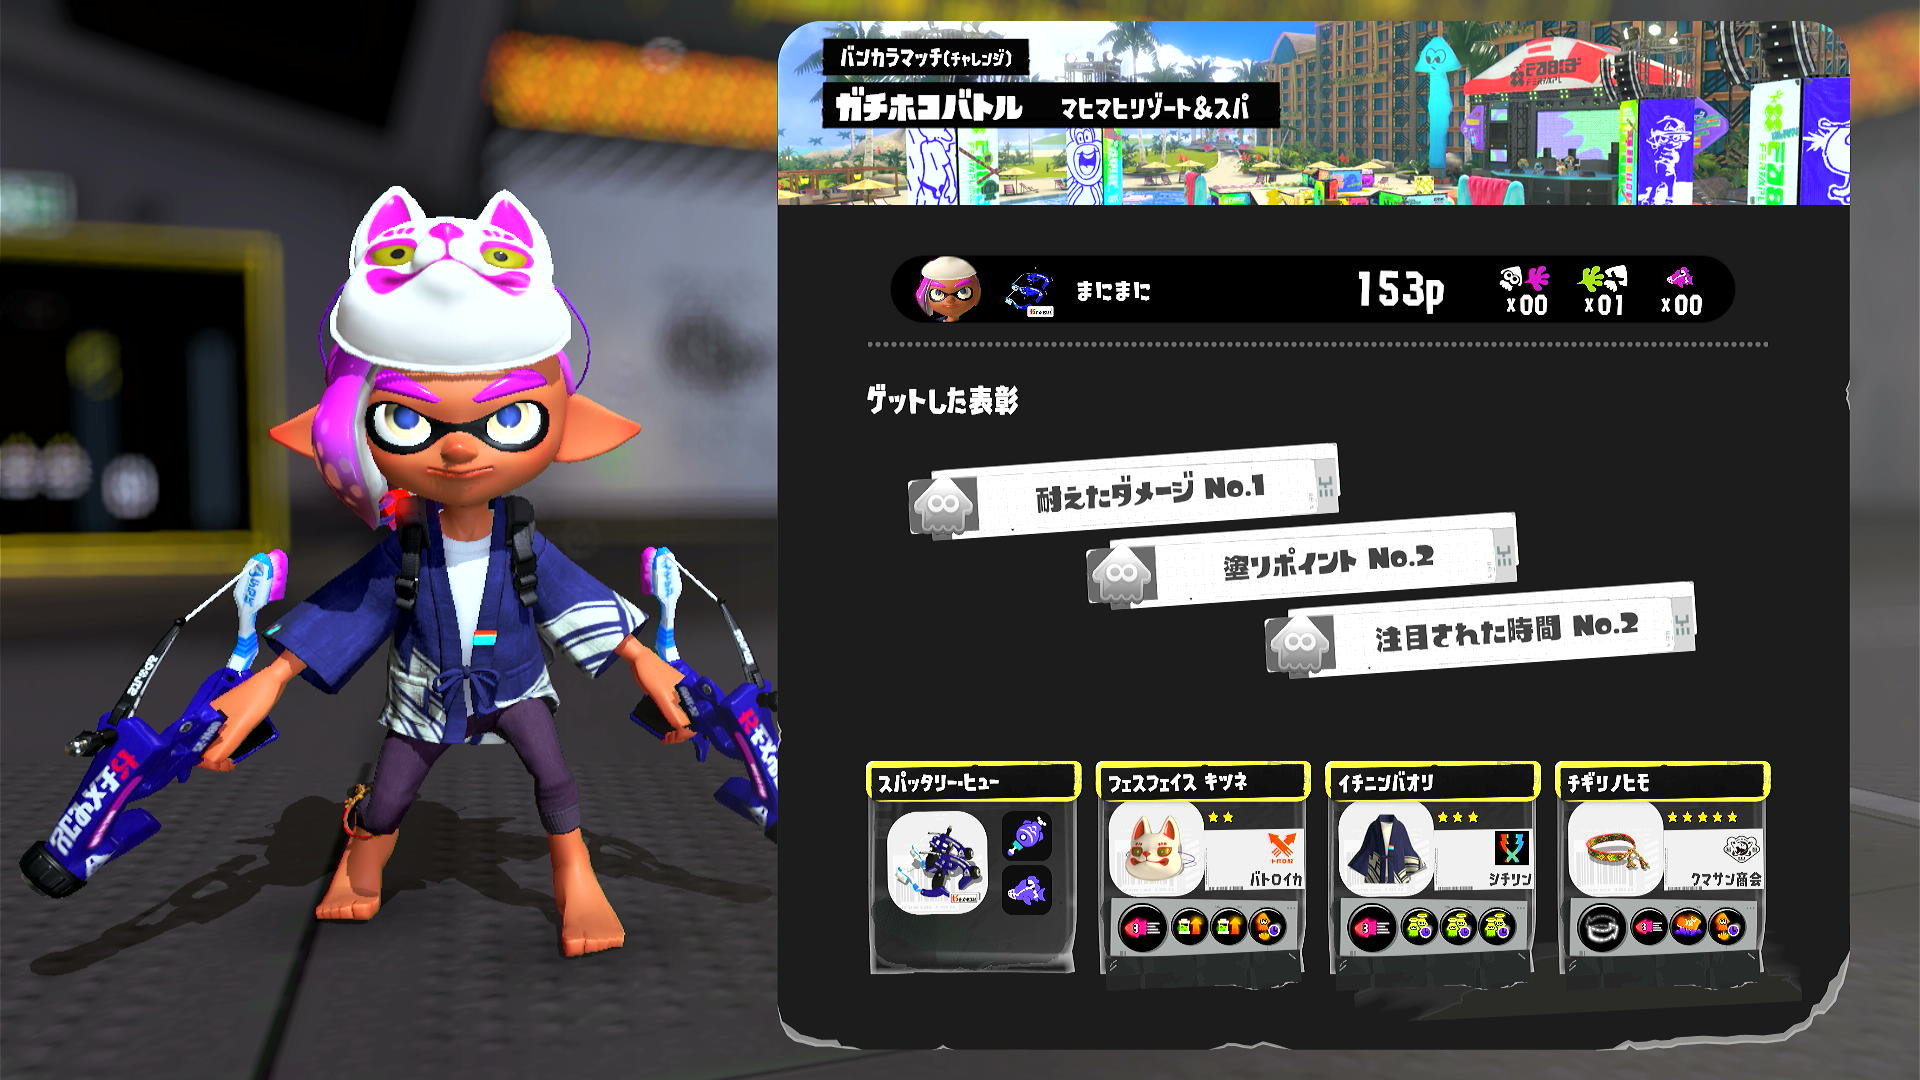 バンカラマッチ(チャレンジ)
ガチホコバトル マヒマヒリゾート&スパ
まにまに 153p x00 x01 x00
ゲットした表彰
耐えたダメージ No.1
塗りポイント No.2
注目された時間 No.2
スパッタリー・ヒュー
フェスフェイス キツネ
イチニンバオリ
チギリノヒモ
バトロイカ
シチリン
クマサン商会